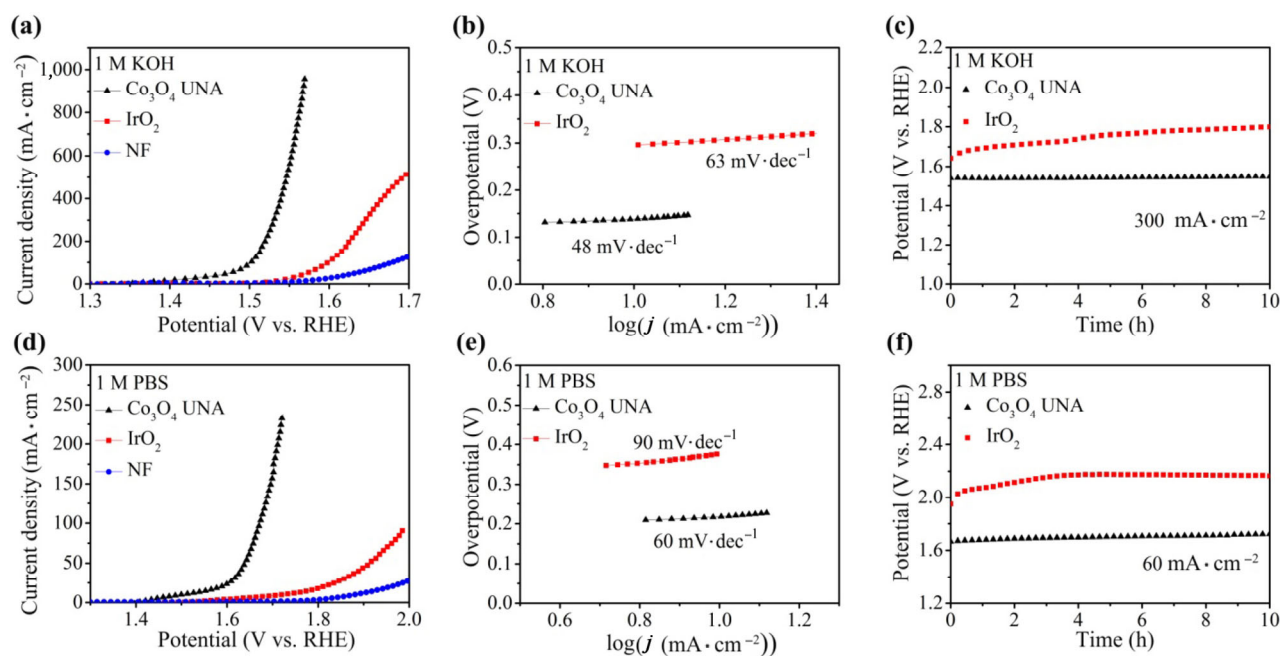 (a)
1 M KOH
Co₃O₄ UNA
IrO₂
NF
Current density (mA·cm⁻²)
1,000
800
600
400
200
0
1.3 1.4 1.5 1.6 1.7
Potential (V vs. RHE)
(b)
1 M KOH
Co₃O₄ UNA
IrO₂
63 mV·dec⁻¹
48 mV·dec⁻¹
Overpotential (V)
0.5
0.4
0.3
0.2
0.1
0.0
0.8 1.0 1.2 1.4
log(j (mA·cm⁻²))
(c)
1 M KOH
Co₃O₄ UNA
IrO₂
300 mA·cm⁻²
Potential (V vs. RHE)
2.2
2.0
1.8
1.6
1.4
1.2
0 2 4 6 8 10
Time (h)
(d)
1 M PBS
Co₃O₄ UNA
IrO₂
NF
Current density (mA·cm⁻²)
300
250
200
150
100
50
0
1.4 1.6 1.8 2.0
Potential (V vs. RHE)
(e)
1 M PBS
Co₃O₄ UNA
IrO₂
90 mV·dec⁻¹
60 mV·dec⁻¹
Overpotential (V)
0.6
0.5
0.4
0.3
0.2
0.1
0.0
0.6 0.8 1.0 1.2
log(j (mA·cm⁻²))
(f)
1 M PBS
Co₃O₄ UNA
IrO₂
60 mA·cm⁻²
Potential (V vs. RHE)
2.8
2.4
2.0
1.6
1.2
0 2 4 6 8 10
Time (h)